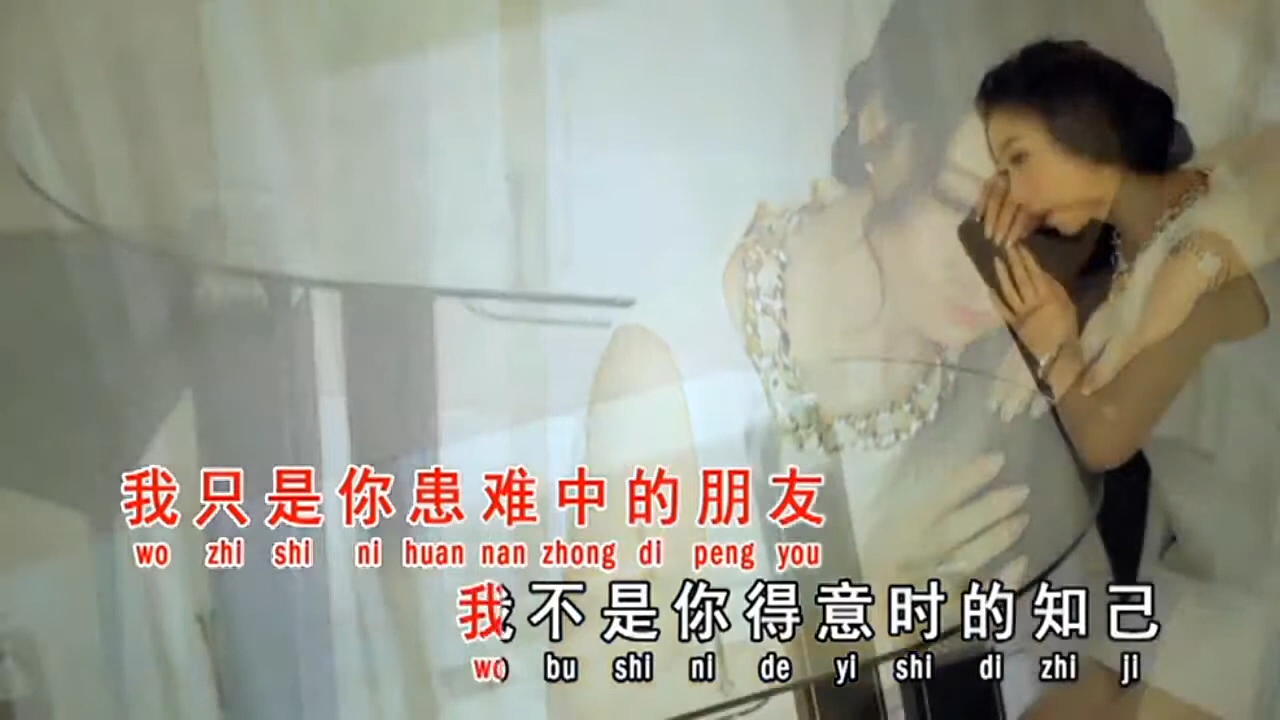 我只是你患难中的朋友
wo zhi shi ni huan nan zhong di peng you
我不是你得意时的知己
wo bu shi ni de yi shi di zhi ji